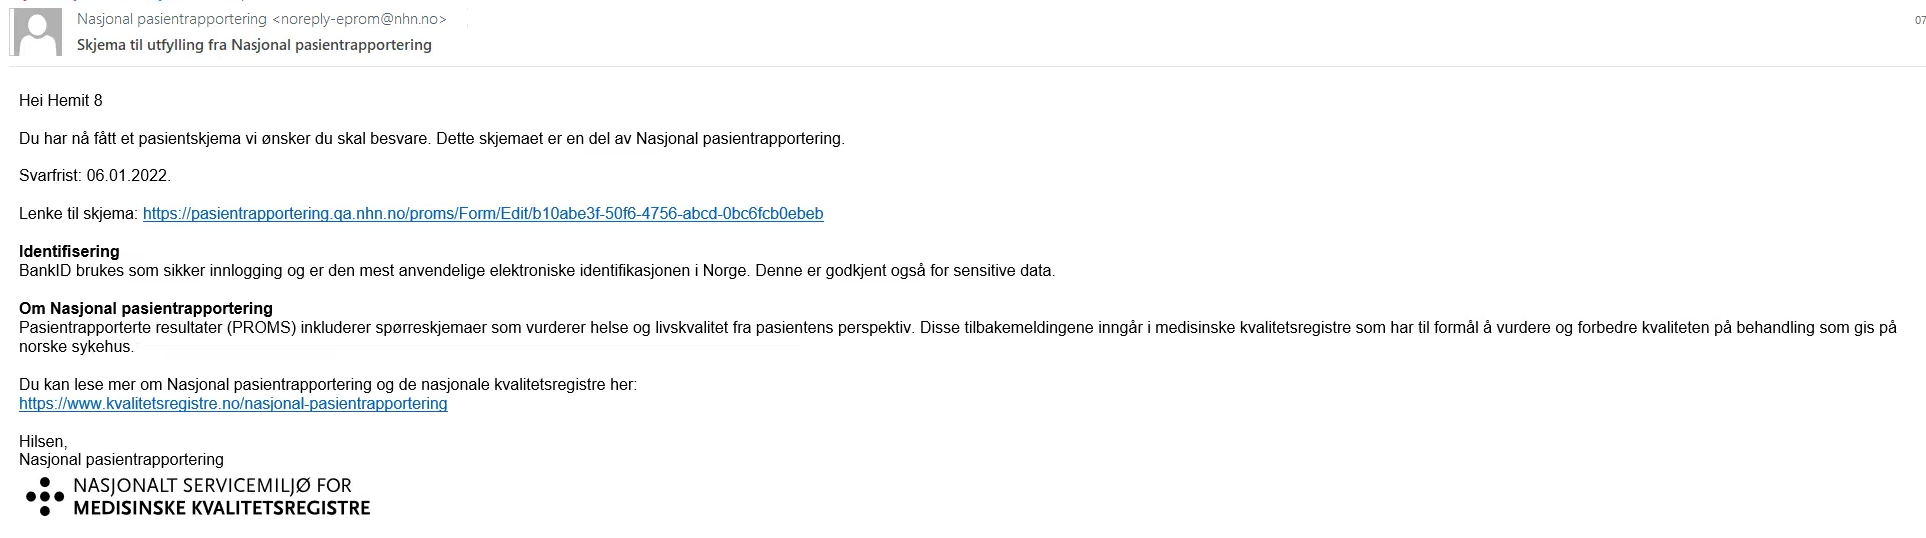 Nasjonal pasientrapportering <noreply-eprom@nhn.no>
07
Skjema til utfylling fra Nasjonal pasientrapportering
Hei Hemit 8
Du har nå fått et pasientskjema vi ønsker du skal besvare. Dette skjemaet er en del av Nasjonal pasientrapportering.
Svarfrist: 06.01.2022.
Lenke til skjema: https://pasientrapportering.qa.nhn.no/proms/Form/Edit/b10abe3f-50f6-4756-abcd-0bc6fcb0ebeb
Identifisering
BankID brukes som sikker innlogging og er den mest anvendelige elektroniske identifikasjonen i Norge. Denne er godkjent også for sensitive data.
Om Nasjonal pasientrapportering
Pasientrapporterte resultater (PROMS) inkluderer spørreskjemaer som vurderer helse og livskvalitet fra pasientens perspektiv. Disse tilbakemeldingene inngår i medisinske kvalitetsregistre som har til formål å vurdere og forbedre kvaliteten på behandling som gis på
norske sykehus.
Du kan lese mer om Nasjonal pasientrapportering og de nasjonale kvalitetsregistre her:
https://www.kvalitetsregistre.no/nasjonal-pasientrapportering
Hilsen,
Nasjonal pasientrapportering
NASJONALT SERVICEMILJØ FOR
MEDISINSKE KVALITETSREGISTRE